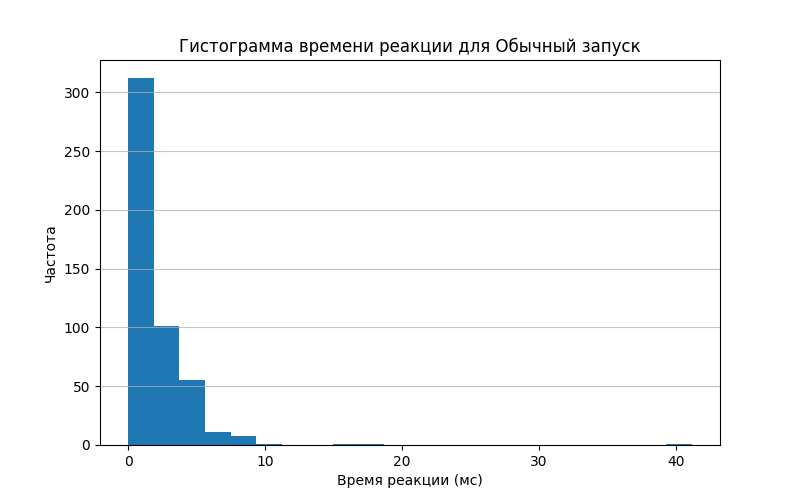 Гистограмма времени реакции для Обычный запуск
Частота
300
250
200
150
100
50
0
0 10 20 30 40
Время реакции (мс)